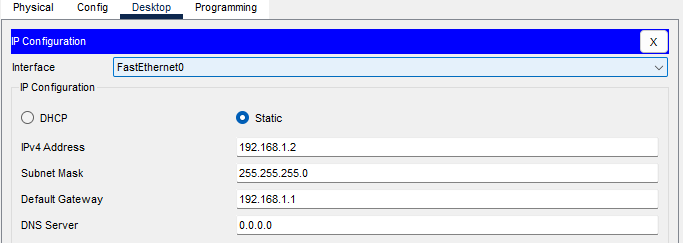 Physical Config Desktop Programming
IP Configuration X
Interface FastEthernet0
IP Configuration
DHCP Static
IPv4 Address 192.168.1.2
Subnet Mask 255.255.255.0
Default Gateway 192.168.1.1
DNS Server 0.0.0.0